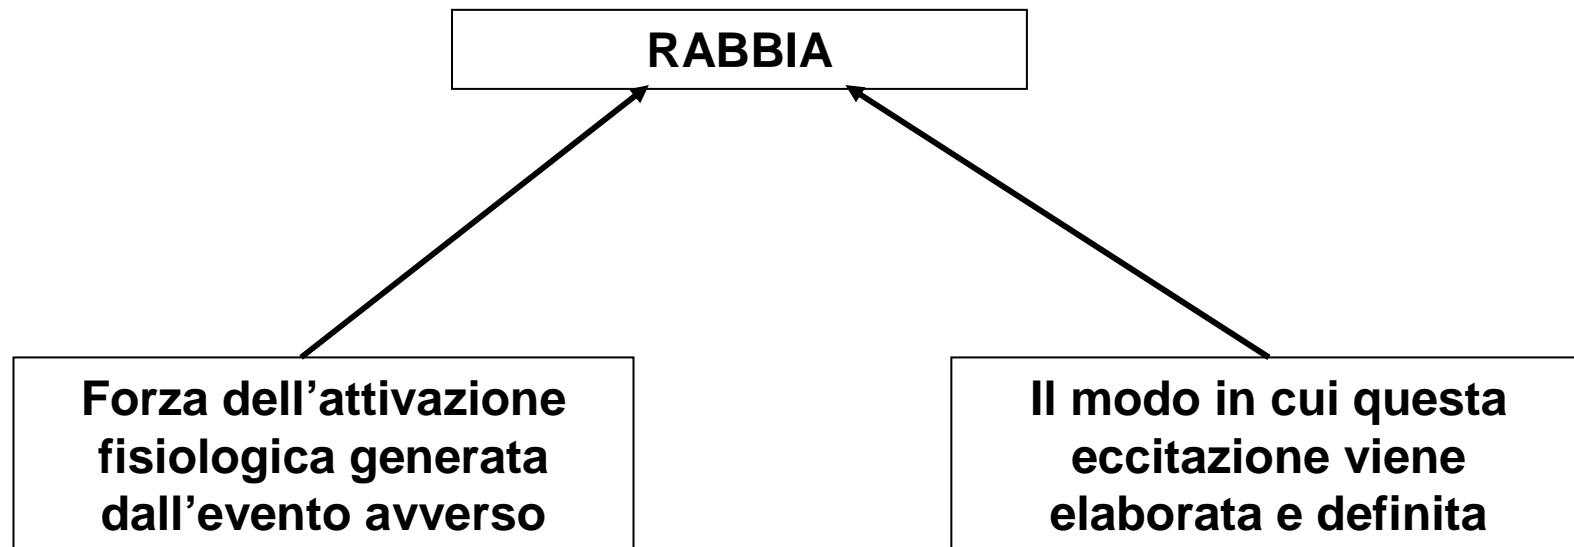 RABBIA
Forza dell’attivazione
fisiologica generata
dall’evento avverso
Il modo in cui questa
eccitazione viene
elaborata e definita